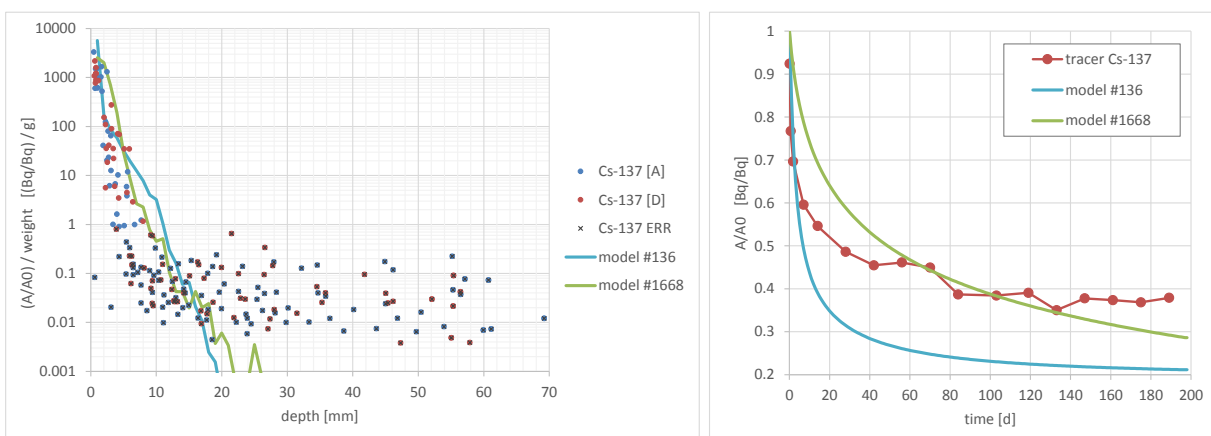 (A/A0) / weight [(Bq/Bq) / g]
10000
1000
100
10
1
0.1
0.01
0.001
0 10 20 30 40 50 60 70
depth [mm]
Cs-137 [A]
Cs-137 [D]
Cs-137 ERR
model #136
model #1668
A/A0 [Bq/Bq]
1
0.9
0.8
0.7
0.6
0.5
0.4
0.3
0.2
0 20 40 60 80 100 120 140 160 180 200
time [d]
tracer Cs-137
model #136
model #1668